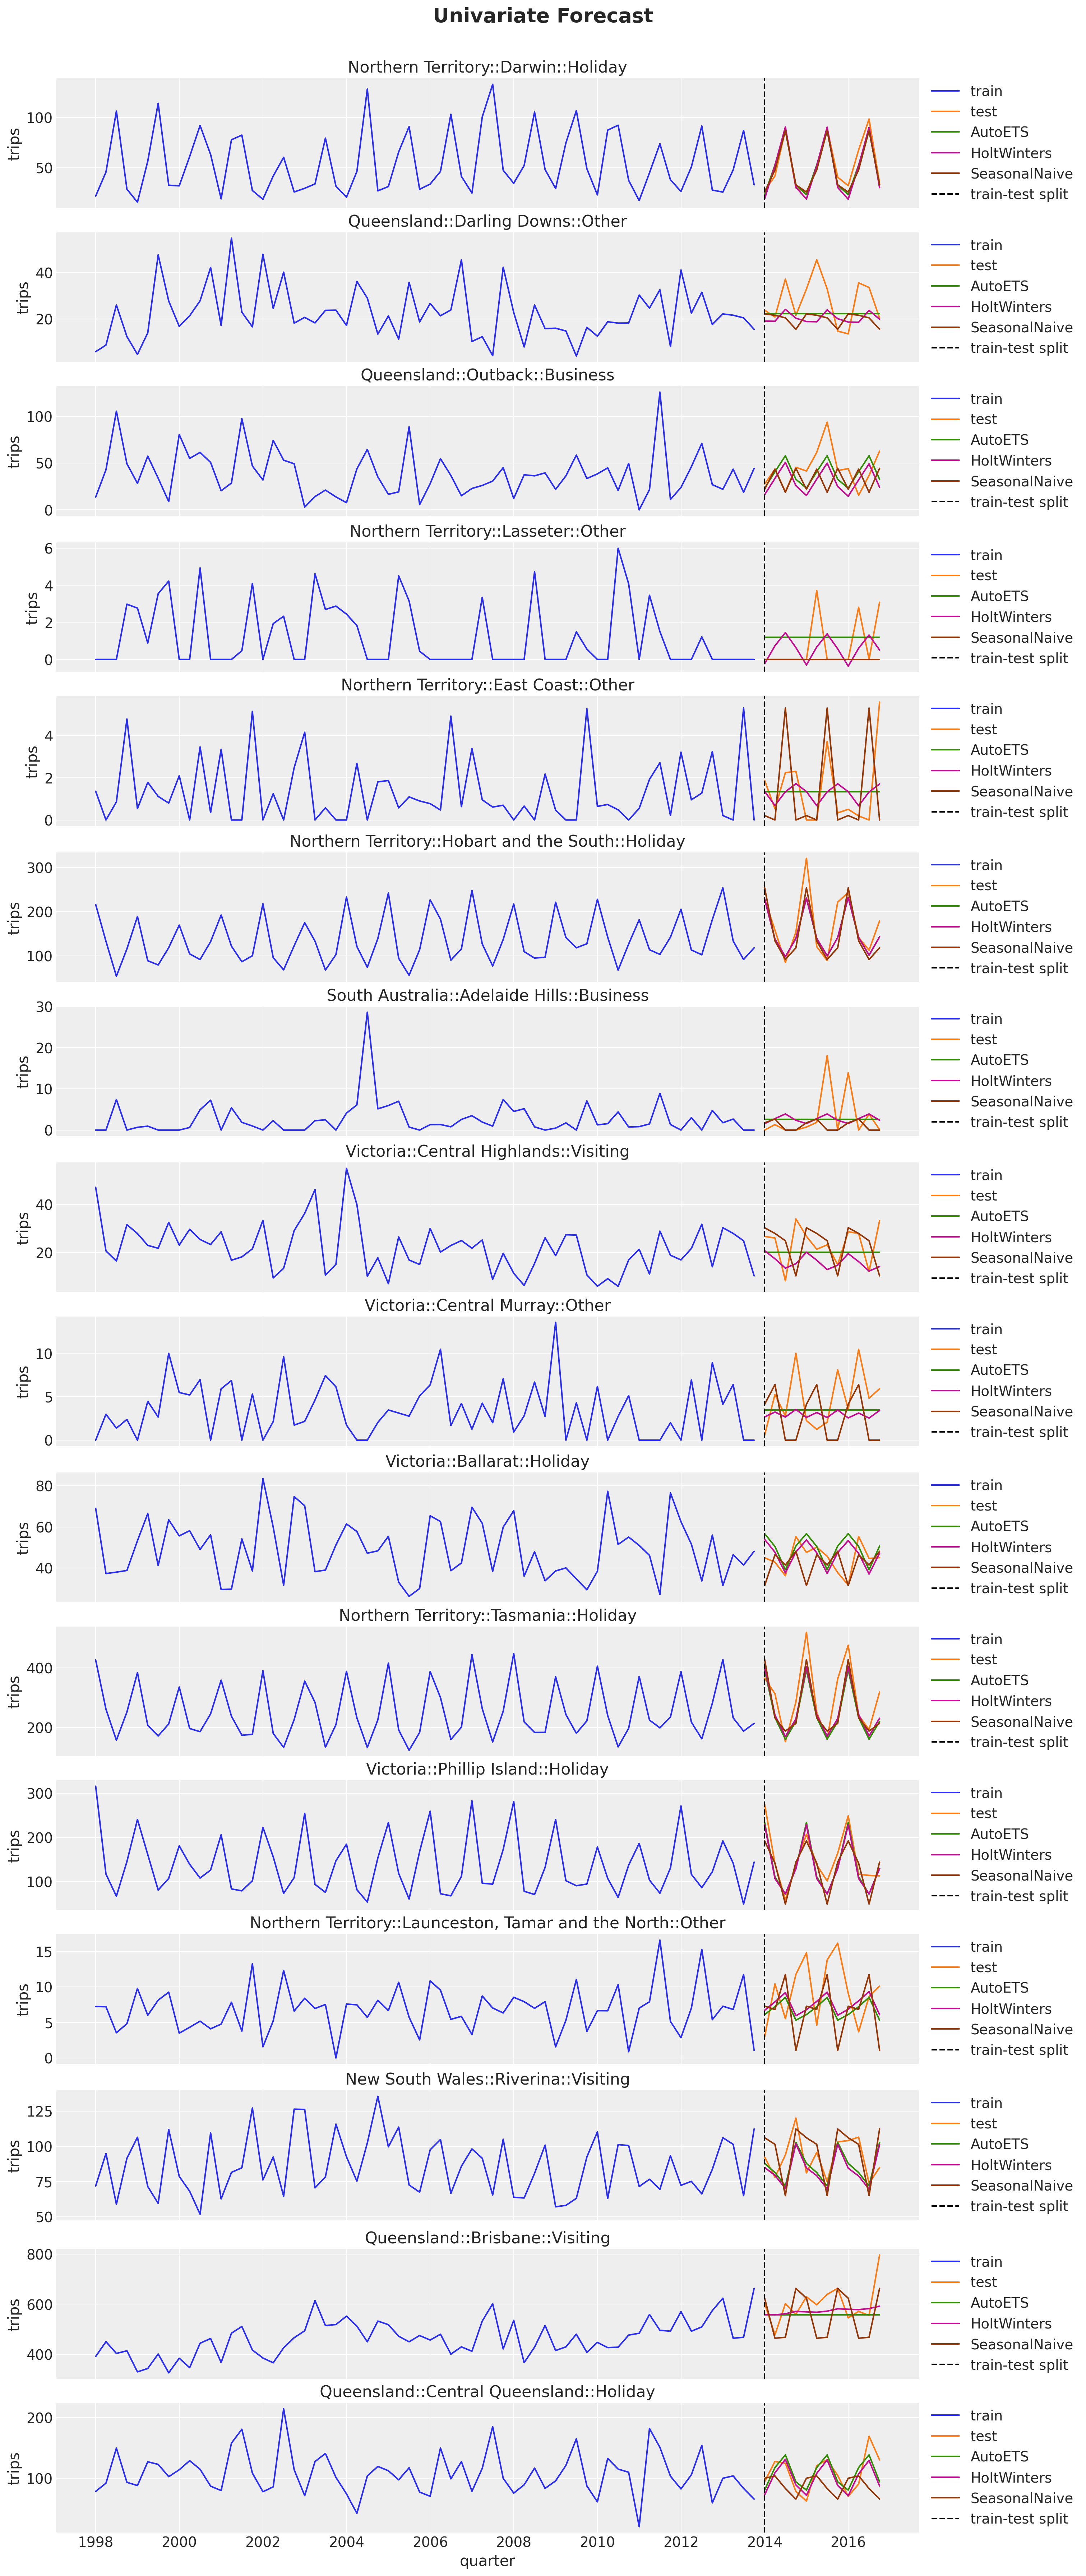 Univariate Forecast
Northern Territory::Darwin::Holiday
100
50
trips
train
test
AutoETS
HoltWinters
SeasonalNaive
train-test split
Queensland::Darling Downs::Other
40
20
trips
train
test
AutoETS
HoltWinters
SeasonalNaive
train-test split
Queensland::Outback::Business
100
50
0
trips
train
test
AutoETS
HoltWinters
SeasonalNaive
train-test split
Northern Territory::Lasseter::Other
6
4
2
0
trips
train
test
AutoETS
HoltWinters
SeasonalNaive
train-test split
Northern Territory::East Coast::Other
4
2
0
trips
train
test
AutoETS
HoltWinters
SeasonalNaive
train-test split
Northern Territory::Hobart and the South::Holiday
300
200
100
trips
train
test
AutoETS
HoltWinters
SeasonalNaive
train-test split
South Australia::Adelaide Hills::Business
30
20
10
0
trips
train
test
AutoETS
HoltWinters
SeasonalNaive
train-test split
Victoria::Central Highlands::Visiting
40
20
trips
train
test
AutoETS
HoltWinters
SeasonalNaive
train-test split
Victoria::Central Murray::Other
10
5
0
trips
train
test
AutoETS
HoltWinters
SeasonalNaive
train-test split
Victoria::Ballarat::Holiday
80
60
40
trips
train
test
AutoETS
HoltWinters
SeasonalNaive
train-test split
Northern Territory::Tasmania::Holiday
400
200
trips
train
test
AutoETS
HoltWinters
SeasonalNaive
train-test split
Victoria::Phillip Island::Holiday
300
200
100
trips
train
test
AutoETS
HoltWinters
SeasonalNaive
train-test split
Northern Territory::Launceston, Tamar and the North::Other
15
10
5
0
trips
train
test
AutoETS
HoltWinters
SeasonalNaive
train-test split
New South Wales::Riverina::Visiting
125
100
75
50
trips
train
test
AutoETS
HoltWinters
SeasonalNaive
train-test split
Queensland::Brisbane::Visiting
800
600
400
trips
train
test
AutoETS
HoltWinters
SeasonalNaive
train-test split
Queensland::Central Queensland::Holiday
200
100
trips
train
test
AutoETS
HoltWinters
SeasonalNaive
train-test split
1998 2000 2002 2004 2006 2008 2010 2012 2014 2016
quarter